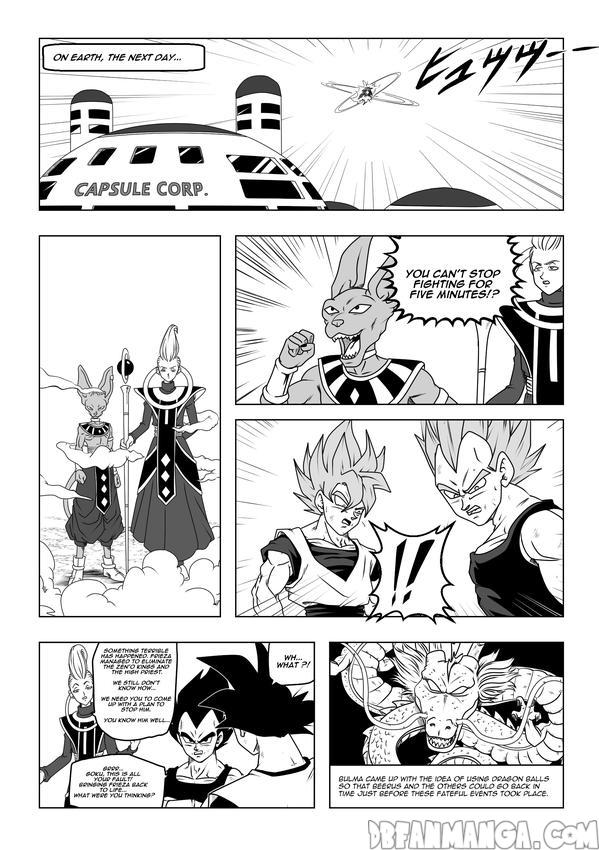 ON EARTH, THE NEXT DAY...
ヒュッッ
CAPSULE CORP.
YOU CAN'T STOP
FIGHTING FOR
FIVE MINUTES!?
!!
SOMETHING TERRIBLE
HAS HAPPENED. FRIEZA
MANAGED TO ELIMINATE
THE ZEN'O KINGS AND
THE HIGH PRIEST.
WE STILL DON'T
KNOW HOW...
WE NEED YOU TO COME
UP WITH A PLAN TO
STOP HIM.
YOU KNOW HIM WELL...
WH...
WHAT ?!
GRRR...
GOKU, THIS IS ALL
YOUR FAULT!
BRINGING FRIEZA BACK
TO LIFE...
WHAT WERE YOU THINKING?
BULMA CAME UP WITH THE IDEA OF USING DRAGON BALLS
SO THAT BEERUS AND THE OTHERS COULD GO BACK IN
TIME JUST BEFORE THESE FATEFUL EVENTS TOOK PLACE.
DBFANMANGA.COM